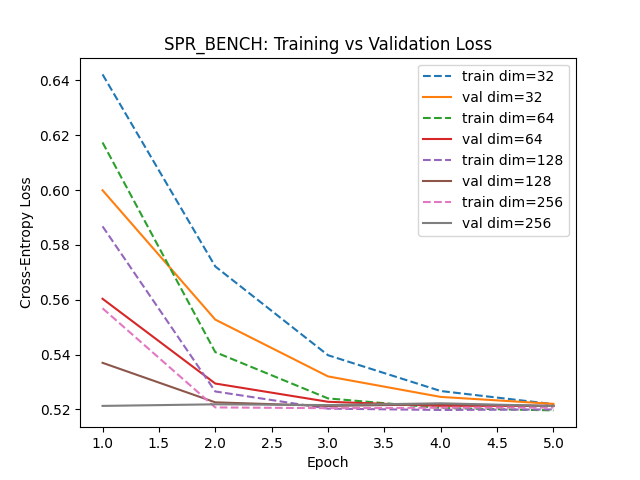 SPR_BENCH: Training vs Validation Loss
Cross-Entropy Loss
0.64
0.62
0.60
0.58
0.56
0.54
0.52
train dim=32
val dim=32
train dim=64
val dim=64
train dim=128
val dim=128
train dim=256
val dim=256
1.0 1.5 2.0 2.5 3.0 3.5 4.0 4.5 5.0
Epoch